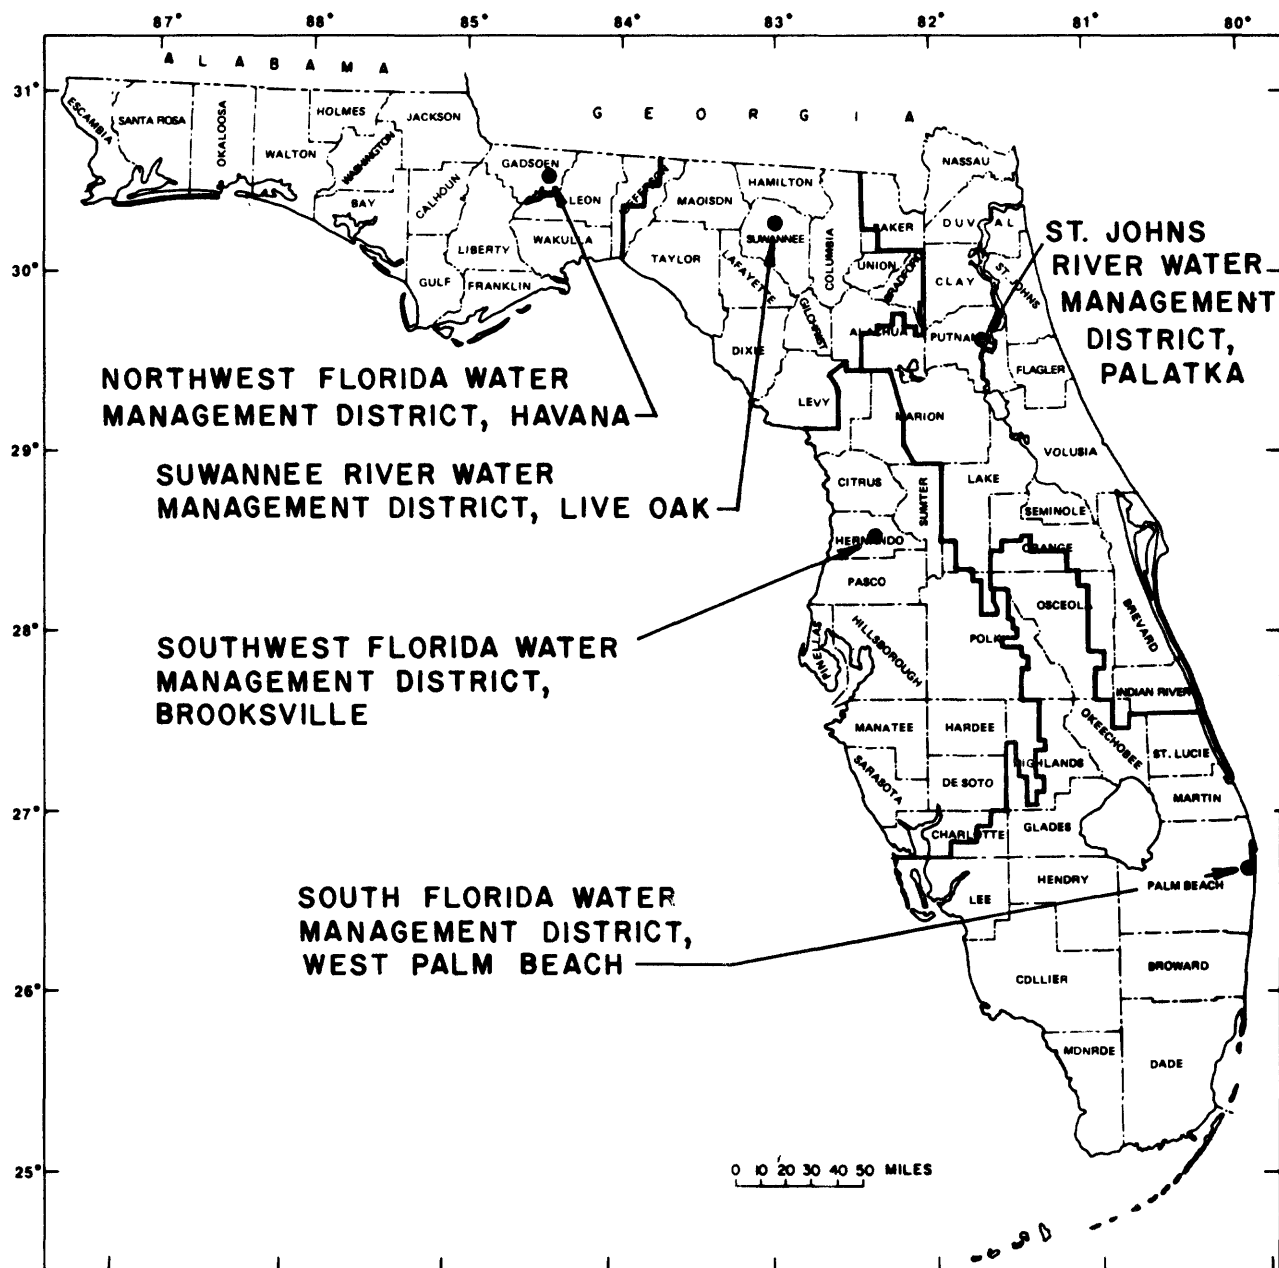 87° 88° 85° 84° 83° 82° 81° 80°
A L A B A M A
31°
G E O R G I A
ESCAMBIA
SANTA ROSA
OKALOOSA
WALTON
HOLMES
WASHINGTON
JACKSON
BAY
CALHOUN
GULF
LIBERTY
FRANKLIN
GADSDEN
LEON
WAKULLA
JEFFERSON
MADISON
TAYLOR
HAMILTON
SUWANNEE
LAFAYETTE
DIXIE
COLUMBIA
GILCHRIST
BAKER
UNION
BRADFORD
ALACHUA
NASSAU
DUVAL
CLAY
ST. JOHNS
PUTNAM
FLAGLER
LEVY
MARION
VOLUSIA
ST. JOHNS
RIVER WATER
MANAGEMENT
DISTRICT,
PALATKA
30°
NORTHWEST FLORIDA WATER
MANAGEMENT DISTRICT, HAVANA
29°
SUWANNEE RIVER WATER
MANAGEMENT DISTRICT, LIVE OAK
CITRUS
SUMTER
LAKE
SEMINOLE
ORANGE
HERNANDO
PASCO
OSCEOLA
BREVARD
28°
SOUTHWEST FLORIDA WATER
MANAGEMENT DISTRICT,
BROOKSVILLE
PINELLAS
HILLSBOROUGH
POLK
INDIAN RIVER
MANATEE
HARDEE
OKEECHOBEE
ST. LUCIE
SARASOTA
DE SOTO
HIGHLANDS
MARTIN
27°
CHARLOTTE
GLADES
SOUTH FLORIDA WATER
MANAGEMENT DISTRICT,
WEST PALM BEACH
LEE
HENDRY
PALM BEACH
26°
COLLIER
BROWARD
MDNRDE
DADE
25°
0 10 20 30 40 50 MILES